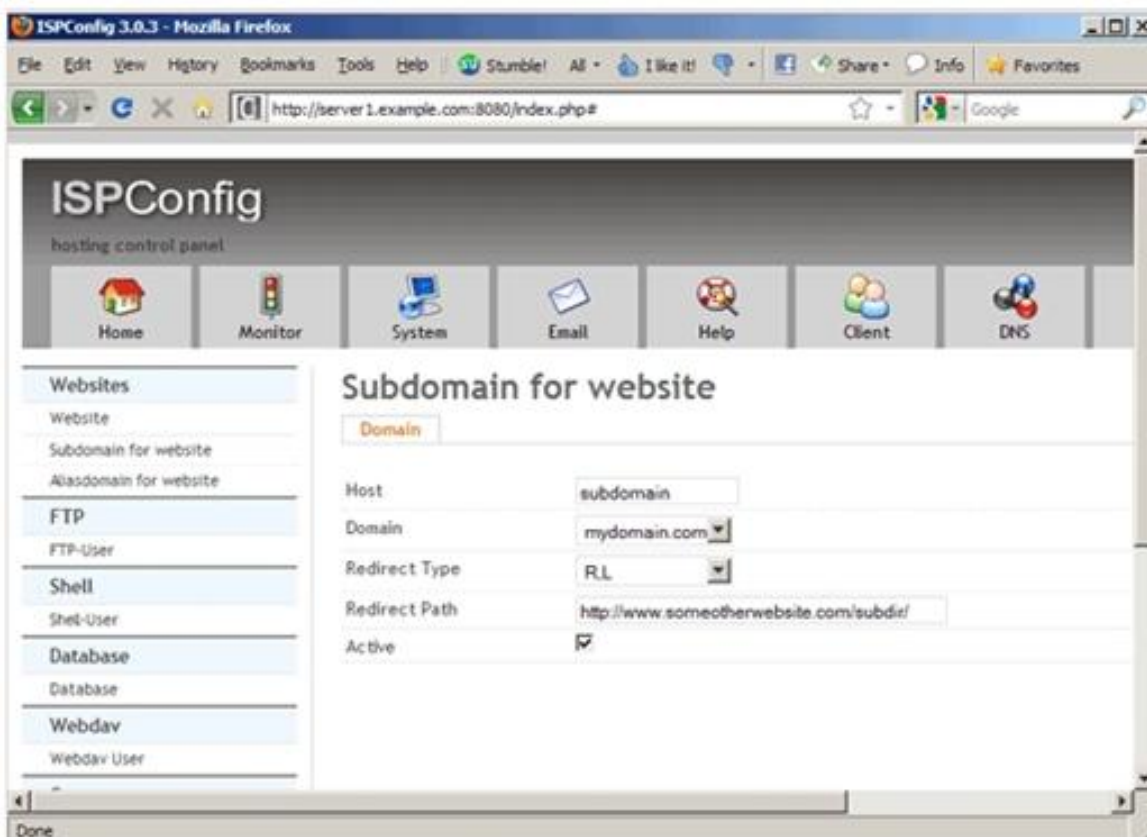 ISPConfig 3.0.3 - Mozilla Firefox
File Edit View History Bookmarks Tools Help Stumble! All I like it! Share Info Favorites
http://server1.example.com:8080/index.php# Google
ISPConfig
hosting control panel
Home Monitor System Email Help Client DNS
Websites
Website
Subdomain for website
Aliasdomain for website
FTP
FTP-User
Shell
Shell-User
Database
Database
Webdav
Webdav User
Subdomain for website
Domain
Host subdomain
Domain mydomain.com
Redirect Type R,L
Redirect Path http://www.someotherwebsite.com/subdir/
Active
Done